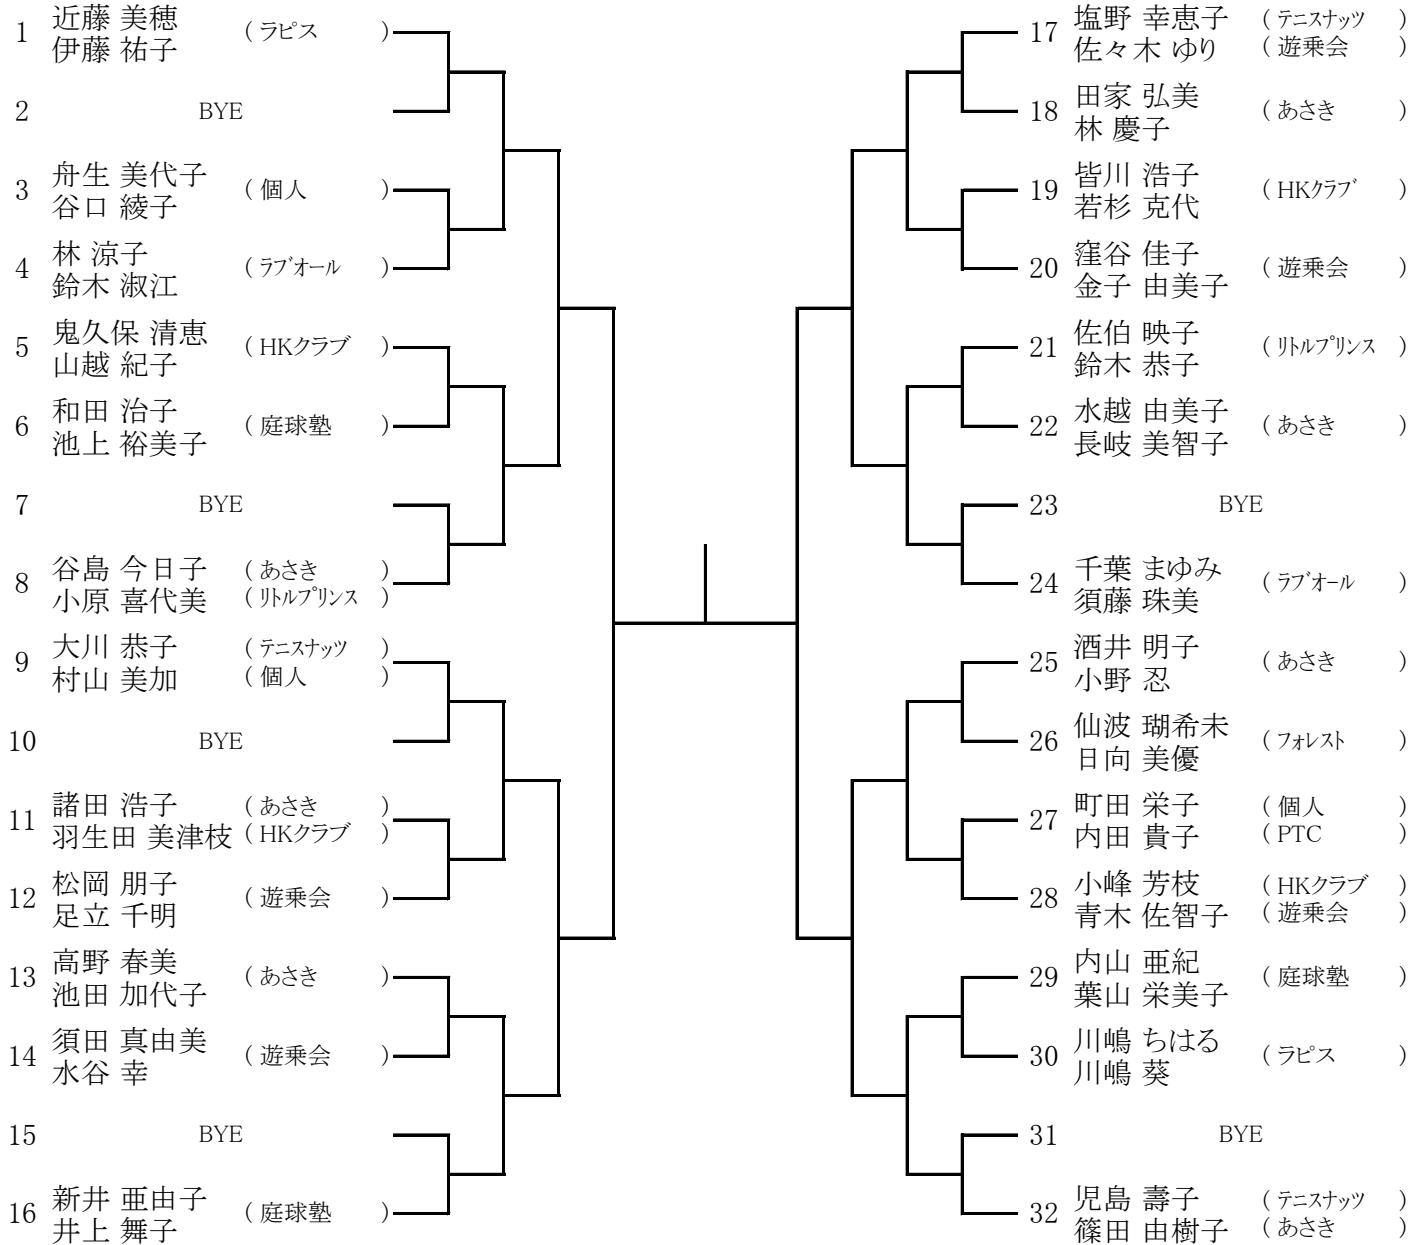 1 近藤 美穂 ( ラピス )
伊藤 祐子
2 BYE
3 舟生 美代子 ( 個人 )
谷口 綾子
4 林 涼子 ( ラブオール )
鈴木 淑江
5 鬼久保 清恵 ( HKクラブ )
山越 紀子
6 和田 治子 ( 庭球塾 )
池上 裕美子
7 BYE
8 谷島 今日子 ( あさき )
小原 喜代美 ( リトルプリンス )
9 大川 恭子 ( テニスナッツ )
村山 美加 ( 個人 )
10 BYE
11 諸田 浩子 ( あさき )
羽生田 美津枝 ( HKクラブ )
12 松岡 朋子 ( 遊乗会 )
足立 千明
13 高野 春美 ( あさき )
池田 加代子
14 須田 真由美 ( 遊乗会 )
水谷 幸
15 BYE
16 新井 亜由子 ( 庭球塾 )
井上 舞子
17 塩野 幸恵子 ( テニスナッツ )
佐々木 ゆり ( 遊乗会 )
18 田家 弘美 ( あさき )
林 慶子
19 皆川 浩子 ( HKクラブ )
若杉 克代
20 窪谷 佳子 ( 遊乗会 )
金子 由美子
21 佐伯 映子 ( リトルプリンス )
鈴木 恭子
22 水越 由美子 ( あさき )
長岐 美智子
23 BYE
24 千葉 まゆみ ( ラブオール )
須藤 珠美
25 酒井 明子 ( あさき )
小野 忍
26 仙波 瑚希未 ( フォレスト )
日向 美優
27 町田 栄子 ( 個人 )
内田 貴子 ( PTC )
28 小峰 芳枝 ( HKクラブ )
青木 佐智子 ( 遊乗会 )
29 内山 亜紀 ( 庭球塾 )
葉山 栄美子
30 川嶋 ちはる ( ラピス )
川嶋 葵
31 BYE
32 児島 壽子 ( テニスナッツ )
篠田 由樹子 ( あさき )